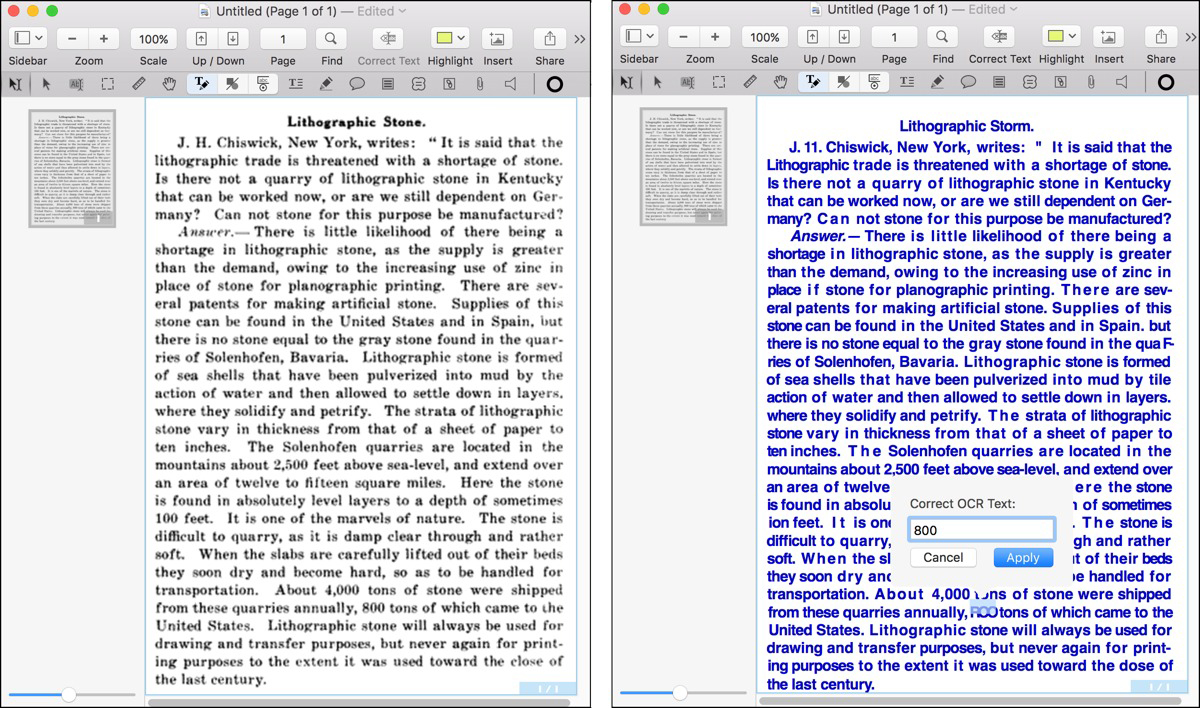 Untitled (Page 1 of 1) — Edited
100%
1
Sidebar Zoom Scale Up / Down Page Find Correct Text Highlight Insert Share
Lithographic Stone.
J. H. Chiswick, New York, writes: “ It is said that the
lithographic trade is threatened with a shortage of stone.
Is there not a quarry of lithographic stone in Kentucky
that can be worked now, or are we still dependent on Ger-
many? Can not stone for this purpose be manufactured?
Answer.— There is little likelihood of there being a
shortage in lithographic stone, as the supply is greater
than the demand, owing to the increasing use of zinc in
place of stone for planographic printing. There are sev-
eral patents for making artificial stone. Supplies of this
stone can be found in the United States and in Spain, but
there is no stone equal to the gray stone found in the quar-
ries of Solenhofen, Bavaria. Lithographic stone is formed
of sea shells that have been pulverized into mud by the
action of water and then allowed to settle down in layers,
where they solidify and petrify. The strata of lithographic
stone vary in thickness from that of a sheet of paper to
ten inches. The Solenhofen quarries are located in the
mountains about 2,500 feet above sea-level, and extend over
an area of twelve to fifteen square miles. Here the stone
is found in absolutely level layers to a depth of sometimes
100 feet. It is one of the marvels of nature. The stone is
difficult to quarry, as it is damp clear through and rather
soft. When the slabs are carefully lifted out of their beds
they soon dry and become hard, so as to be handled for
transportation. About 4,000 tons of stone were shipped
from these quarries annually, 800 tons of which came to the
United States. Lithographic stone will always be used for
drawing and transfer purposes, but never again for print-
ing purposes to the extent it was used toward the close of
the last century.
1 / 1
Untitled (Page 1 of 1) — Edited
100%
1
Sidebar Zoom Scale Up / Down Page Find Correct Text Highlight Insert Share
Lithographic Storm.
J. 11. Chiswick, New York, writes: " It is said that the
Lithographic trade is threatened with a shortage of stone.
Is there not a quarry of lithographic stone in Kentucky
that can be worked now, or are we still dependent on Ger-
many? Can not stone for this purpose be manufactured?
Answer.— There is little likelihood of there being a
shortage in lithographic stone, as the supply is greater
than the demand, owing to the increasing use of zinc in
place if stone for planographic printing. There are sev-
eral patents for making artificial stone. Supplies of this
stone can be found in the United States and in Spain. but
there is no stone equal to the gray stone found in the qua F-
ries of Solenhofen, Bavaria. Lithographic stone is formed
of sea shells that have been pulverized into mud by tile
action of water and then allowed to settle down in layers.
where they solidify and petrify. The strata of lithographic
stone vary in thickness from that of a sheet of paper to
ten inches. The Solenhofen quarries are located in the
mountains about 2,500 feet above sea-level, and extend over
an area of twelve ere the stone
is found in absolu n of sometimes
ion feet. It is one . The stone is
difficult to quarry, gh and rather
soft. When the sl t of their beds
they soon dry and be handled for
Correct OCR Text:
800
Cancel Apply
transportation. About 4,000 tons of stone were shipped
from these quarries annually, tons of which came to the
United States. Lithographic stone will always be used for
drawing and transfer purposes, but never again for print-
ing purposes to the extent it was used toward the dose of
the last century.
1 / 1